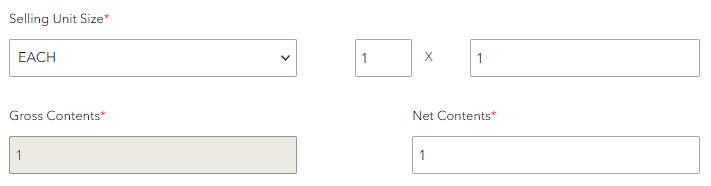 Selling Unit Size*
EACH 1 X 1
Gross Contents* Net Contents*
1 1